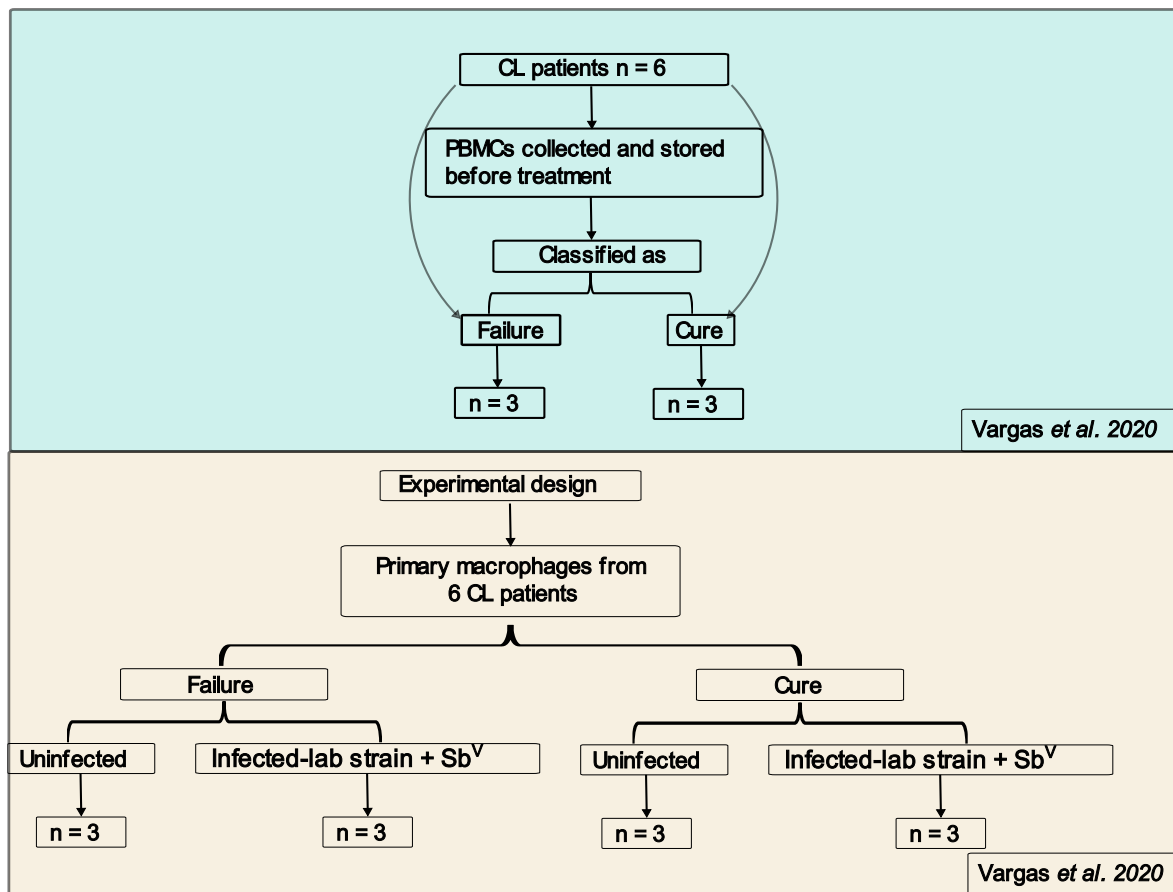 CL patients n = 6
PBMCs collected and stored
before treatment
Classified as
Failure
Cure
n = 3
n = 3
Vargas et al. 2020
Experimental design
Primary macrophages from
6 CL patients
Failure
Cure
Uninfected
Infected-lab strain + Sbⱽ
Uninfected
Infected-lab strain + Sbⱽ
n = 3
n = 3
n = 3
n = 3
Vargas et al. 2020